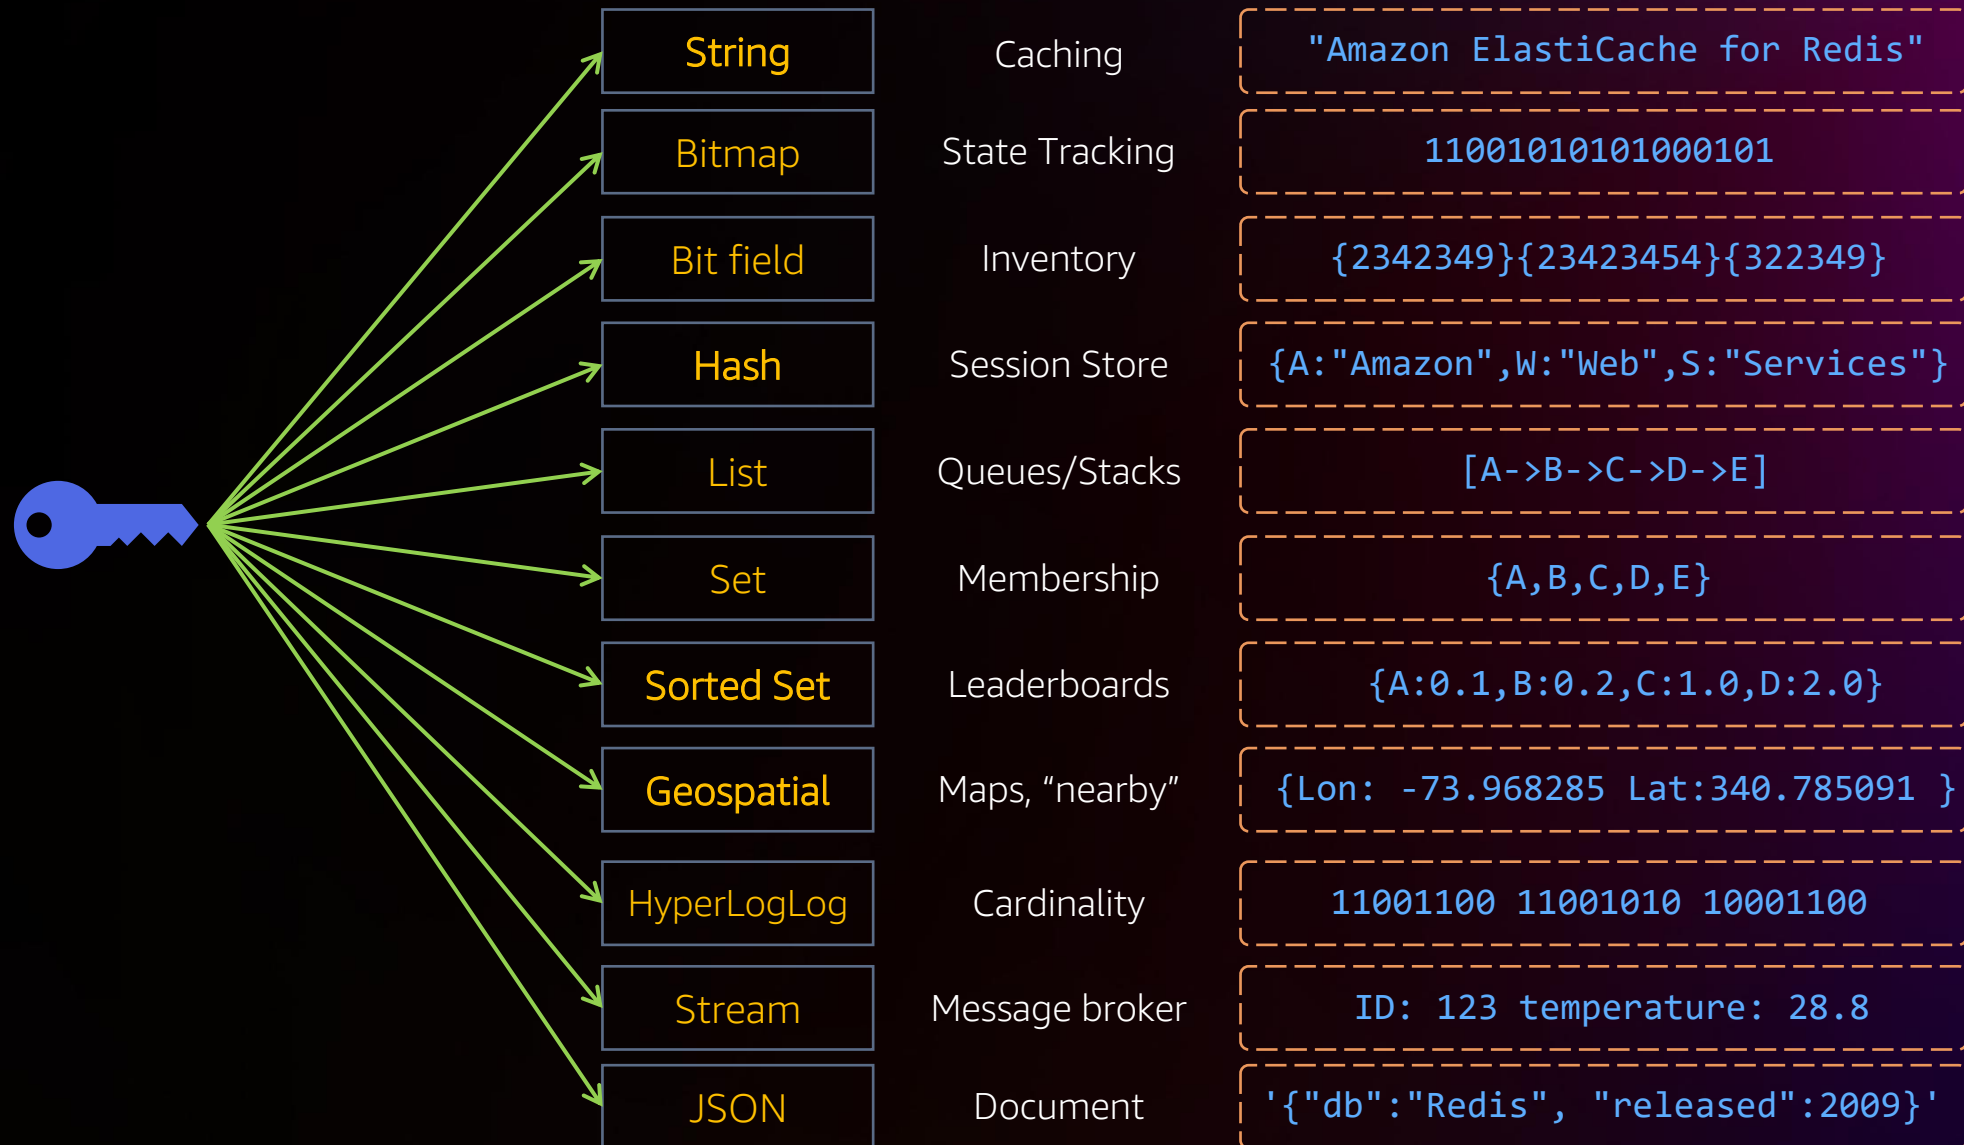 String Caching "Amazon ElastiCache for Redis"
Bitmap State Tracking 11001010101000101
Bit field Inventory {2342349}{23423454}{322349}
Hash Session Store {A:"Amazon",W:"Web",S:"Services"}
List Queues/Stacks [A->B->C->D->E]
Set Membership {A,B,C,D,E}
Sorted Set Leaderboards {A:0.1,B:0.2,C:1.0,D:2.0}
Geospatial Maps, “nearby” {Lon: -73.968285 Lat:340.785091 }
HyperLogLog Cardinality 11001100 11001010 10001100
Stream Message broker ID: 123 temperature: 28.8
JSON Document '{"db":"Redis", "released":2009}'